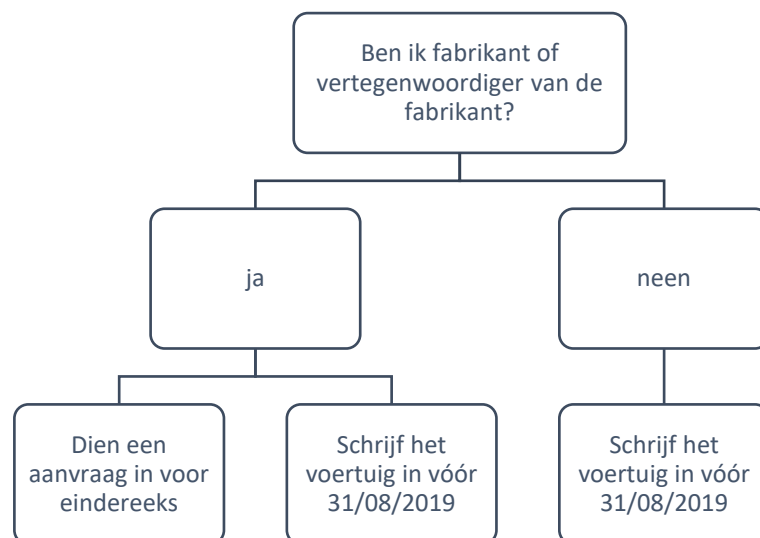 Ben ik fabrikant of
vertegenwoordiger van de
fabrikant?
ja
neen
Dien een
aanvraag in voor
eindereeks
Schrijf het
voertuig in vóór
31/08/2019
Schrijf het
voertuig in vóór
31/08/2019